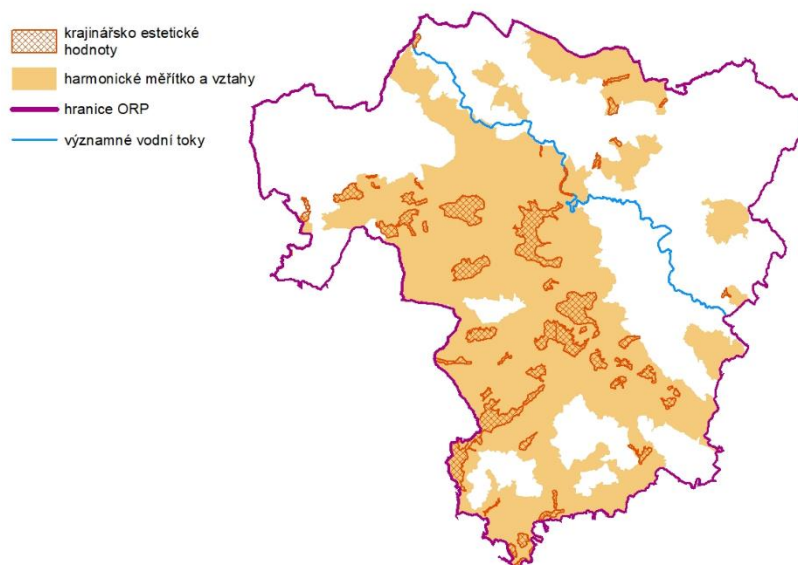 krajinářsko estetické
hodnoty
harmonické měřítko a vztahy
hranice ORP
významné vodní toky